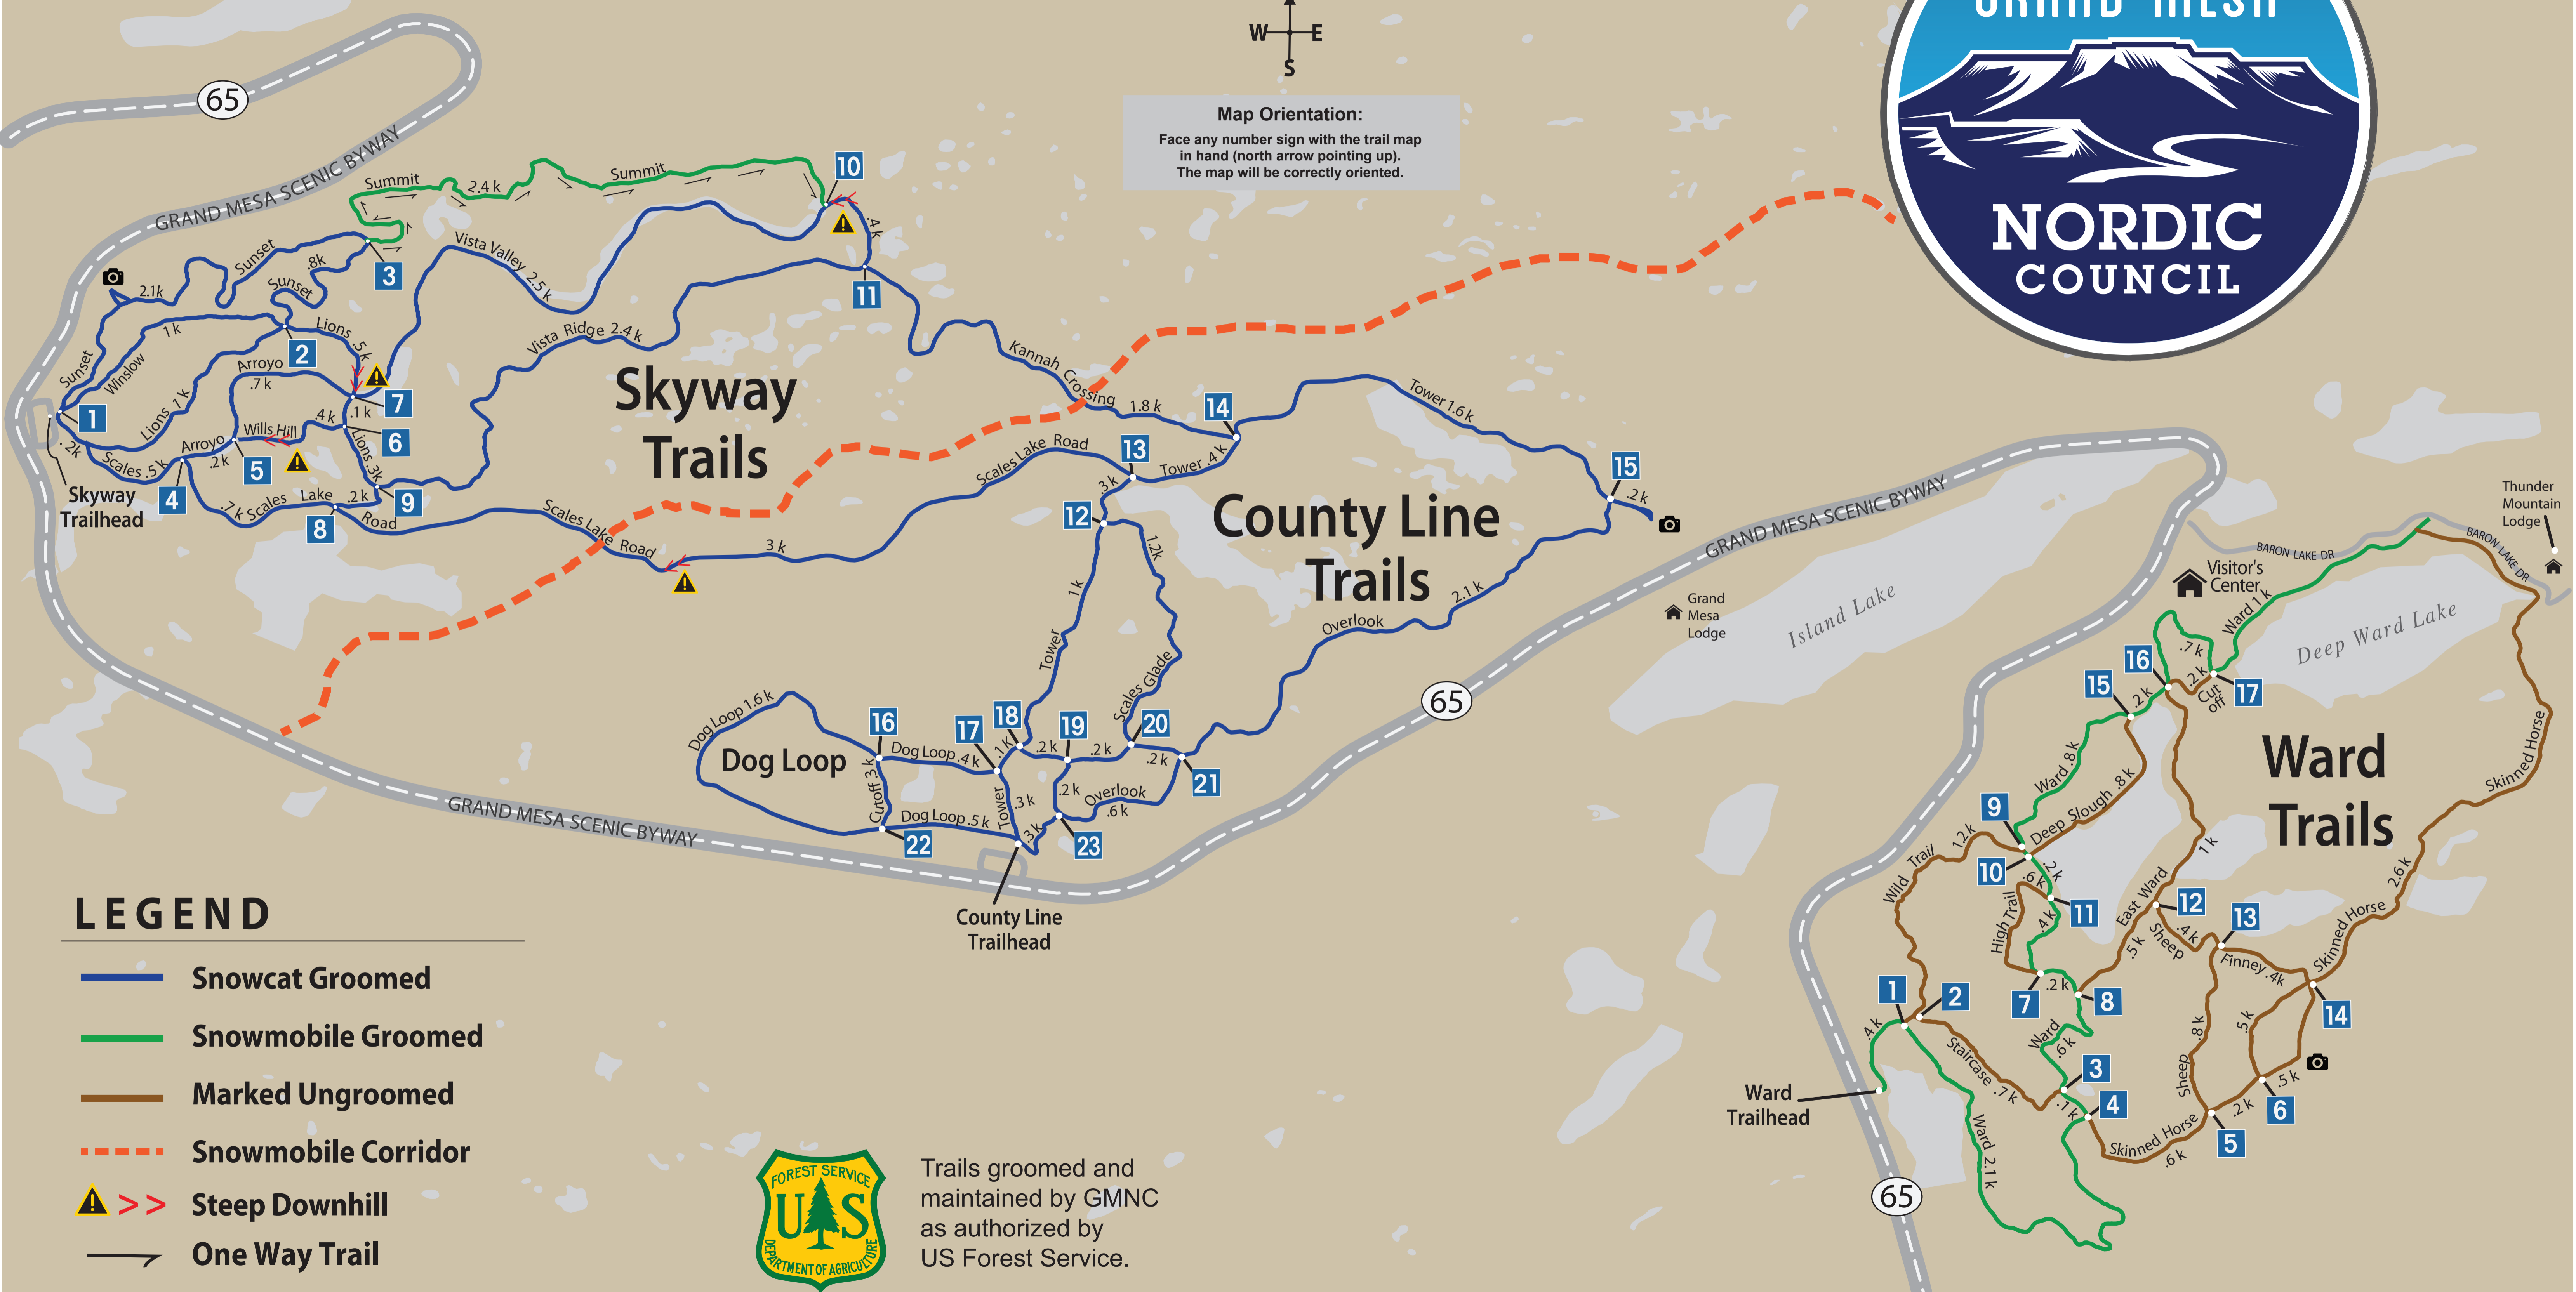 GRAND MESA
NORDIC
COUNCIL
W
E
S
Map Orientation:
Face any number sign with the trail map
in hand (north arrow pointing up).
The map will be correctly oriented.
65
GRAND MESA SCENIC BYWAY
Summit
2.4 k
Summit
10
.4 k
11
3
Sunset
.8k
Sunset
2.1k
Sunset
1 k
Winslow
Lions
.5 k
2
Arroyo
.7 k
7
.1k
Lions 1 k
1
.2k
Scales .5 k
4
Arroyo
.2k
5
Wills Hill
.4 k
6
Lions .3k
9
.2 k
.7 k Scales Lake Road
8
Skyway
Trailhead
Vista Valley 2.5 k
Vista Ridge 2.4 k
Skyway
Trails
Kannah Crossing
1.8 k
14
Scales Lake Road
3 k
Scales Lake Road
13
Tower .4 k
.3k
12
Tower 1.6 k
15
.2 k
County Line
Trails
1.2k
1 k
Tower
Scales Glade
Overlook
2.1 k
Dog Loop 1.6 k
Dog Loop
16
Dog Loop .4 k
17
18
.1K
.2 k
19
.2 k
20
.2 k
21
Cutoff .3 k
Tower
.3 k
.2 k
Overlook
.6 k
Dog Loop .5 k
22
.3k
23
County Line
Trailhead
GRAND MESA SCENIC BYWAY
65
GRAND MESA SCENIC BYWAY
Grand
Mesa
Lodge
Island Lake
Thunder
Mountain
Lodge
BARON LAKE DR
BARON LAKE DR
Visitor's
Center
Ward 1 k
Deep Ward Lake
16
.7 k
.2 k
Cut
off
17
15
.2 k
Ward
Trails
Ward .8 k
Deep Slough .8 k
9
10
Wild Trail 1.2k
.2 k
.6 k
11
High Trail
.4k
1 k
East Ward
.5 k
12
Sheep
.4 k
13
Finney .4k
Skinned Horse
2.6 k
Skinned Horse
14
1
2
.4 k
7
.2 k
8
Ward
.6 k
Staircase .7 k
3
.1k
4
Ward
Trailhead
Ward 2.1 k
Skinned Horse
.6 k
Sheep
.8 k
5
.2 k
6
.5 k
.5 k
65
LEGEND
Snowcat Groomed
Snowmobile Groomed
Marked Ungroomed
Snowmobile Corridor
Steep Downhill
One Way Trail
FOREST SERVICE
U S
DEPARTMENT OF AGRICULTURE
Trails groomed and
maintained by GMNC
as authorized by
US Forest Service.